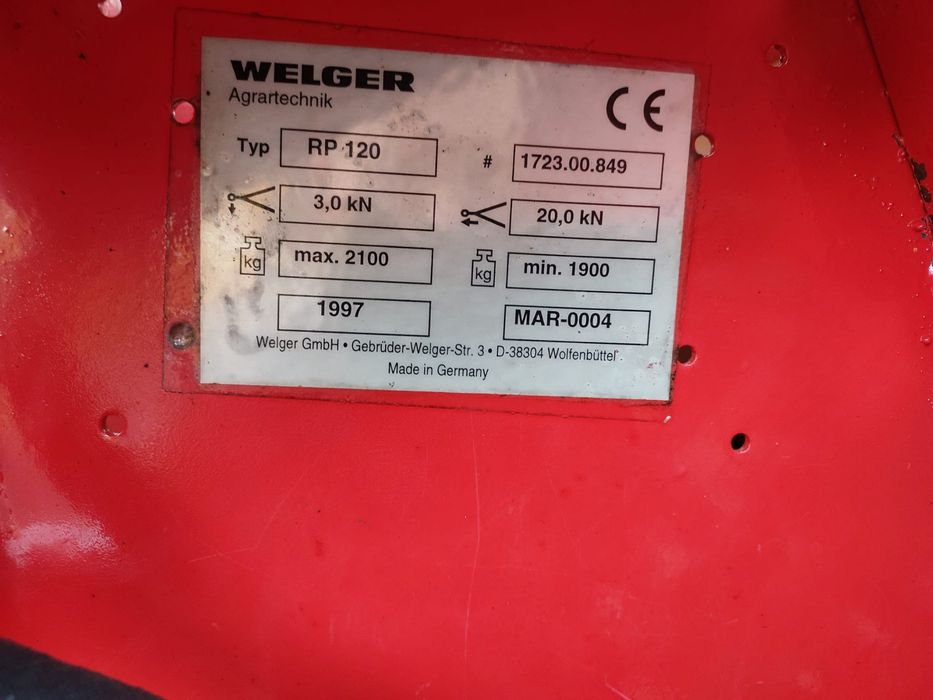 WELGER
Agrartechnik
CE
Typ RP 120 # 1723.00.849
3,0 kN 20,0 kN
kg max. 2100 kg min. 1900
1997 MAR-0004
Welger GmbH • Gebrüder-Welger-Str. 3 • D-38304 Wolfenbüttel
Made in Germany